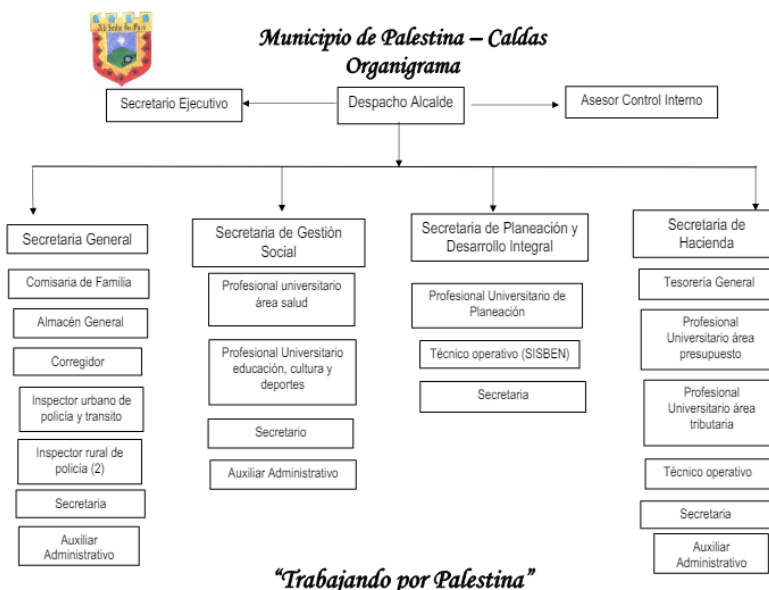 Municipio de Palestina – Caldas
Organigrama
Secretario Ejecutivo
Despacho Alcalde
Asesor Control Interno
Secretaria General
Comisaria de Familia
Almacén General
Corregidor
Inspector urbano de
policía y transito
Inspector rural de
policía (2)
Secretaria
Auxiliar
Administrativo
Secretaria de Gestión
Social
Profesional universitario
área salud
Profesional Universitario
educación, cultura y
deportes
Secretario
Auxiliar Administrativo
Secretaria de Planeación y
Desarrollo Integral
Profesional Universitario de
Planeación
Técnico operativo (SISBEN)
Secretaria
Secretaria de
Hacienda
Tesorería General
Profesional
Universitario área
presupuesto
Profesional
Universitario área
tributaria
Técnico operativo
Secretaria
Auxiliar
Administrativo
“Trabajando por Palestina”